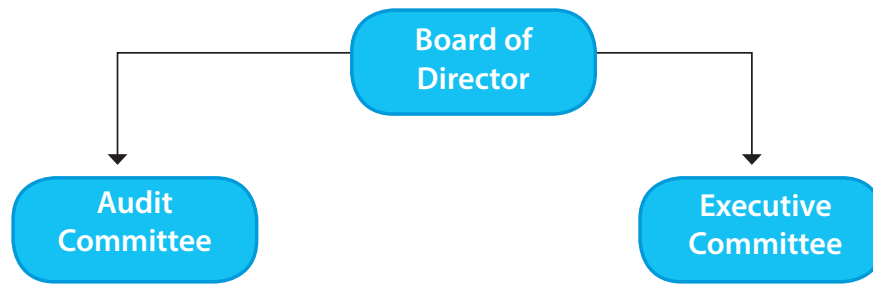 Board of
Director
Audit
Committee
Executive
Committee